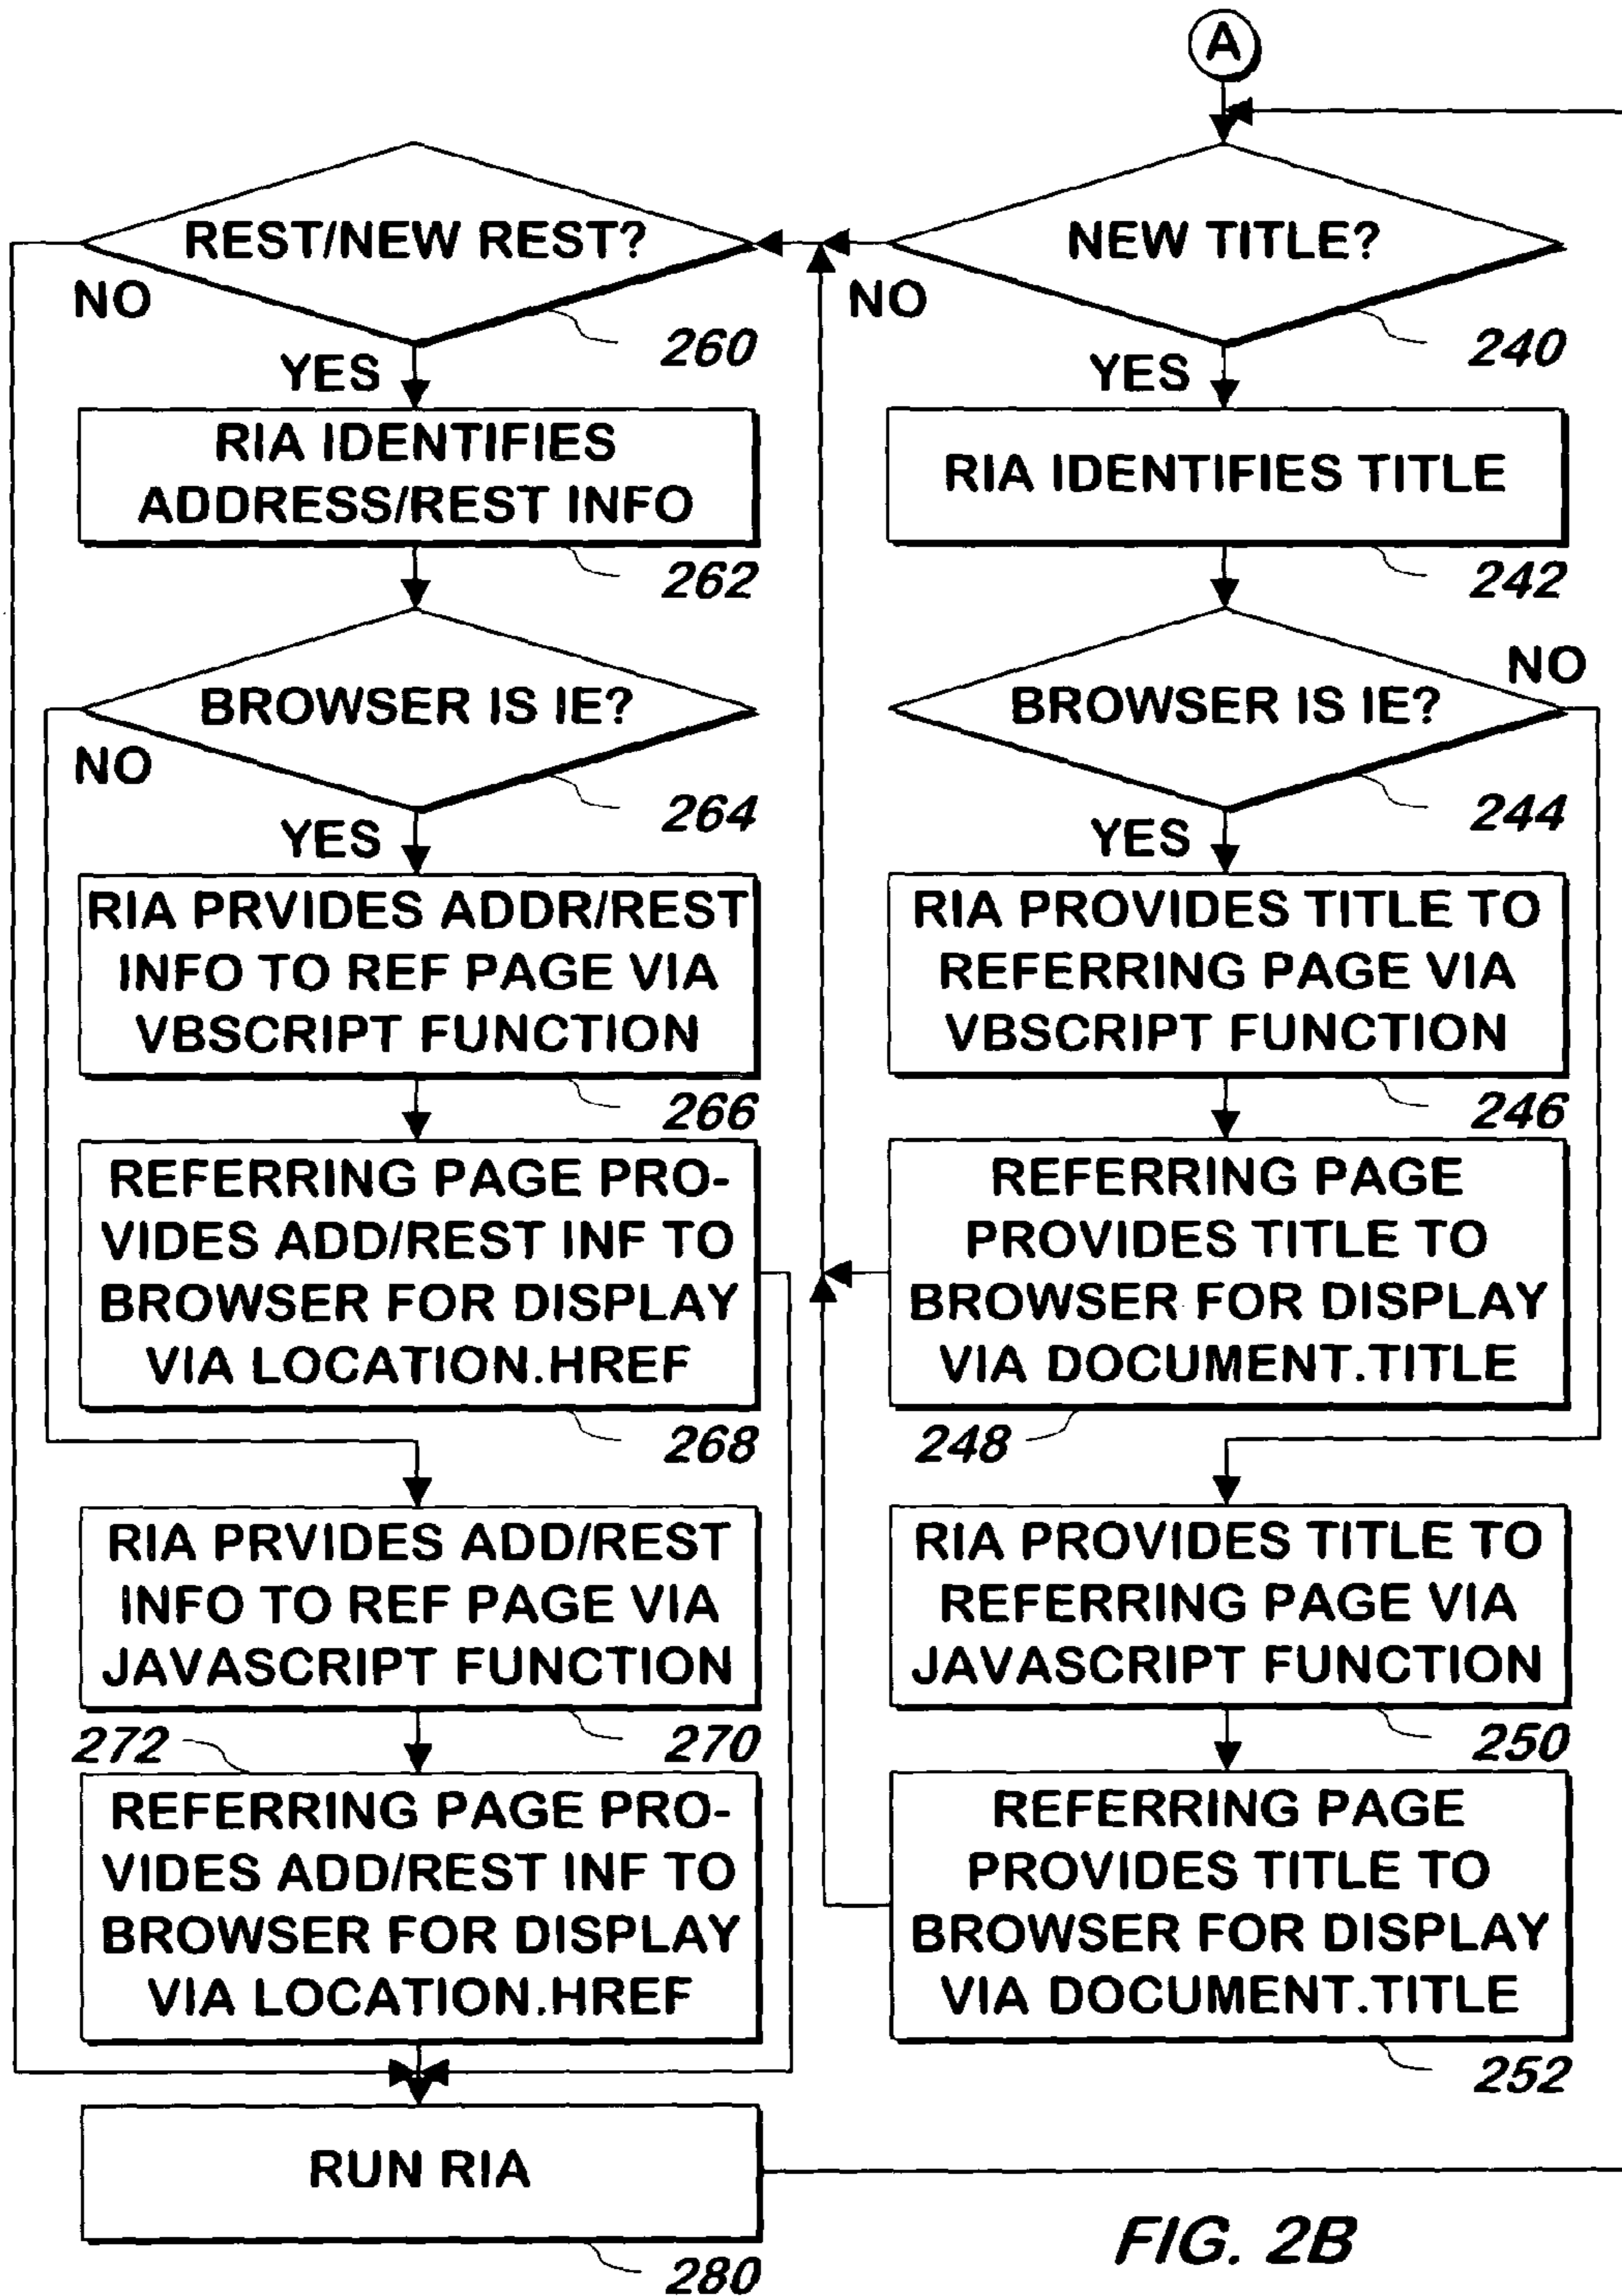 A
NEW TITLE?
NO
240
YES
RIA IDENTIFIES TITLE
242
BROWSER IS IE?
NO
244
YES
RIA PROVIDES TITLE TO
REFERRING PAGE VIA
VBSCRIPT FUNCTION
246
REFERRING PAGE
PROVIDES TITLE TO
BROWSER FOR DISPLAY
VIA DOCUMENT.TITLE
248
RIA PROVIDES TITLE TO
REFERRING PAGE VIA
JAVASCRIPT FUNCTION
250
REFERRING PAGE
PROVIDES TITLE TO
BROWSER FOR DISPLAY
VIA DOCUMENT.TITLE
252
REST/NEW REST?
NO
260
YES
RIA IDENTIFIES
ADDRESS/REST INFO
262
BROWSER IS IE?
NO
264
YES
RIA PRVIDES ADDR/REST
INFO TO REF PAGE VIA
VBSCRIPT FUNCTION
266
REFERRING PAGE PRO-
VIDES ADD/REST INF TO
BROWSER FOR DISPLAY
VIA LOCATION.HREF
268
RIA PRVIDES ADD/REST
INFO TO REF PAGE VIA
JAVASCRIPT FUNCTION
270
272
REFERRING PAGE PRO-
VIDES ADD/REST INF TO
BROWSER FOR DISPLAY
VIA LOCATION.HREF
RUN RIA
280
FIG. 2B